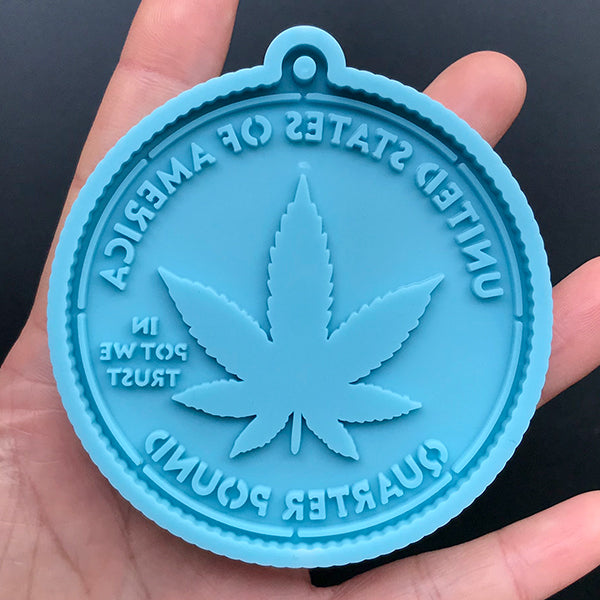 UNITED STATES OF AMERICA
IN
POT WE
TRUST
QUARTER POUND